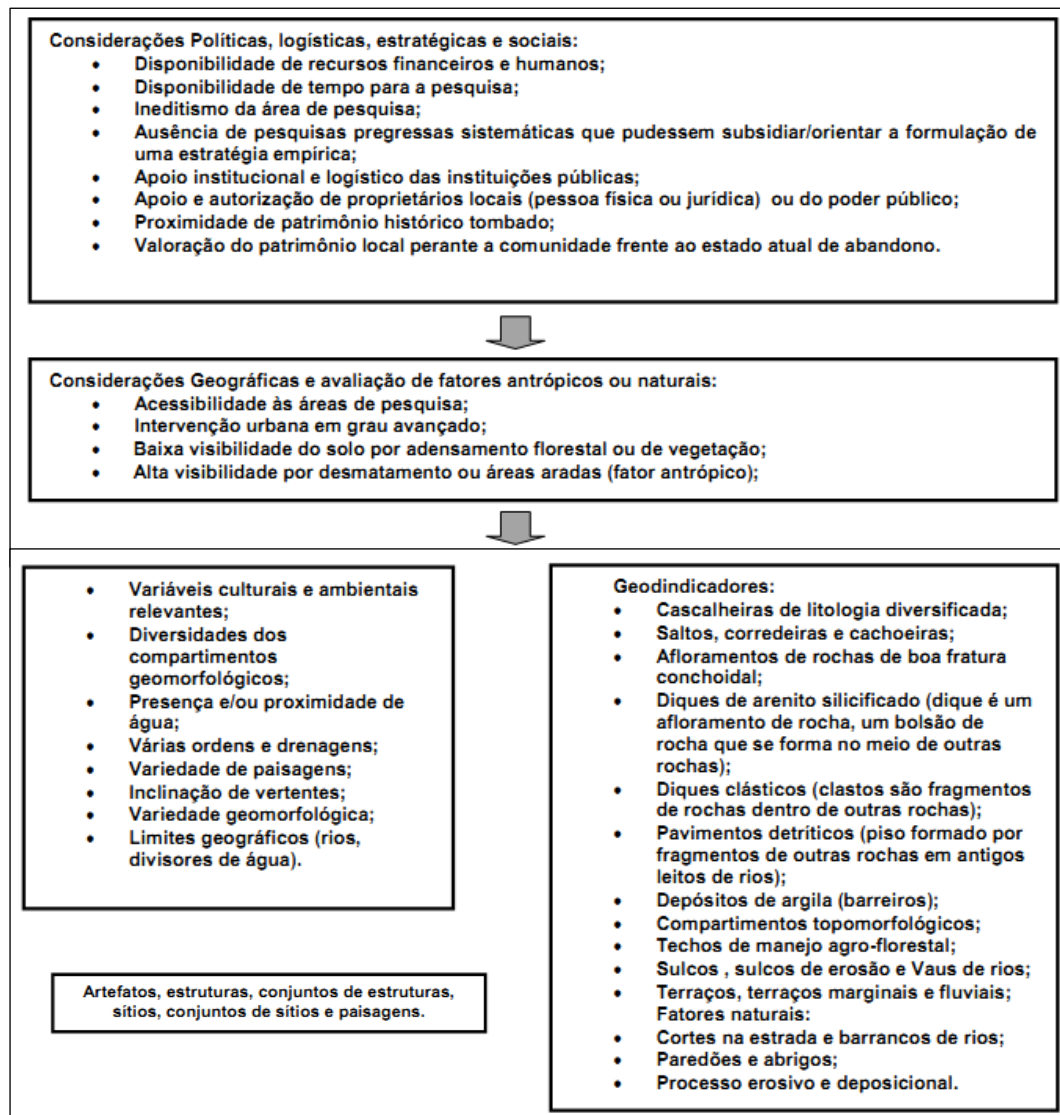 Considerações Políticas, logísticas, estratégicas e sociais:
• Disponibilidade de recursos financeiros e humanos;
• Disponibilidade de tempo para a pesquisa;
• Ineditismo da área de pesquisa;
• Ausência de pesquisas pregressas sistemáticas que pudessem subsidiar/orientar a formulação de
uma estratégia empírica;
• Apoio institucional e logístico das instituições públicas;
• Apoio e autorização de proprietários locais (pessoa física ou jurídica) ou do poder público;
• Proximidade de patrimônio histórico tombado;
• Valoração do patrimônio local perante a comunidade frente ao estado atual de abandono.
Considerações Geográficas e avaliação de fatores antrópicos ou naturais:
• Acessibilidade às áreas de pesquisa;
• Intervenção urbana em grau avançado;
• Baixa visibilidade do solo por adensamento florestal ou de vegetação;
• Alta visibilidade por desmatamento ou áreas aradas (fator antrópico);
• Variáveis culturais e ambientais
relevantes;
• Diversidades dos
compartimentos
geomorfológicos;
• Presença e/ou proximidade de
água;
• Várias ordens e drenagens;
• Variedade de paisagens;
• Inclinação de vertentes;
• Variedade geomorfológica;
• Limites geográficos (rios,
divisores de água).
Artefatos, estruturas, conjuntos de estruturas,
sítios, conjuntos de sítios e paisagens.
Geodindicadores:
• Cascalheiras de litologia diversificada;
• Saltos, corredeiras e cachoeiras;
• Afloramentos de rochas de boa fratura
conchoidal;
• Diques de arenito silicificado (dique é um
afloramento de rocha, um bolsão de
rocha que se forma no meio de outras
rochas);
• Diques clásticos (clastos são fragmentos
de rochas dentro de outras rochas);
• Pavimentos detríticos (piso formado por
fragmentos de outras rochas em antigos
leitos de rios);
• Depósitos de argila (barreiros);
• Compartimentos topomorfológicos;
• Techos de manejo agro-florestal;
• Sulcos , sulcos de erosão e Vaus de rios;
• Terraços, terraços marginais e fluviais;
Fatores naturais:
• Cortes na estrada e barrancos de rios;
• Paredões e abrigos;
• Processo erosivo e deposicional.